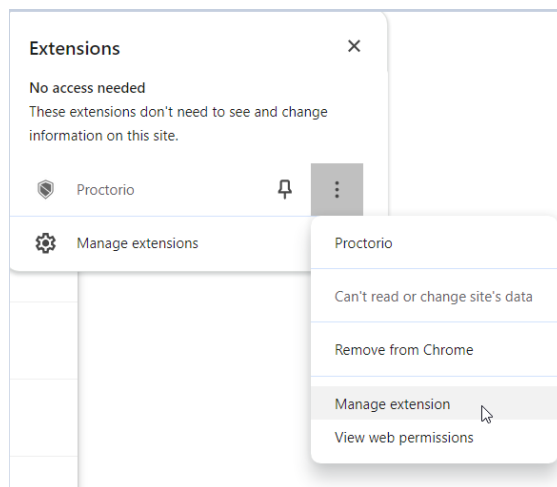 Extensions
No access needed
These extensions don't need to see and change
information on this site.
Proctorio
Manage extensions
Proctorio
Can't read or change site's data
Remove from Chrome
Manage extension
View web permissions